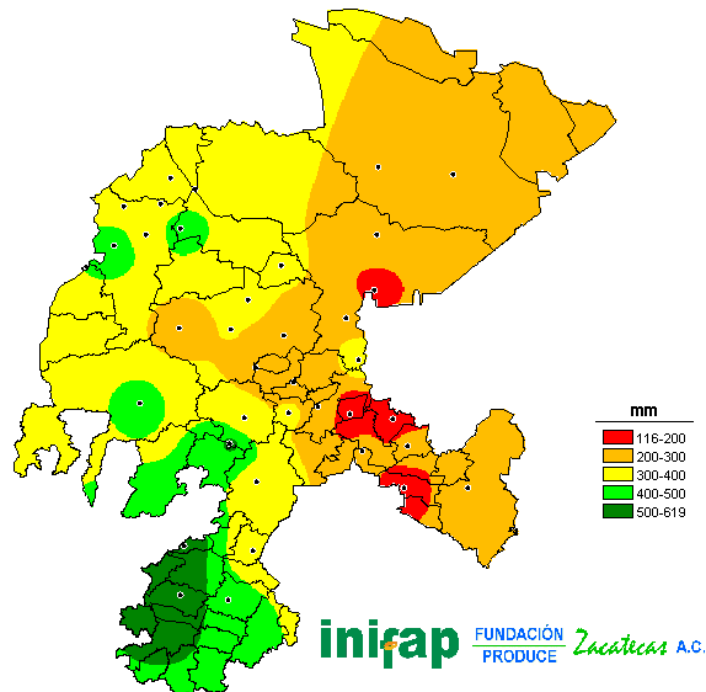 mm
116-200
200-300
300-400
400-500
500-619
inifap
FUNDACIÓN
PRODUCE
Zacatecas A.C.